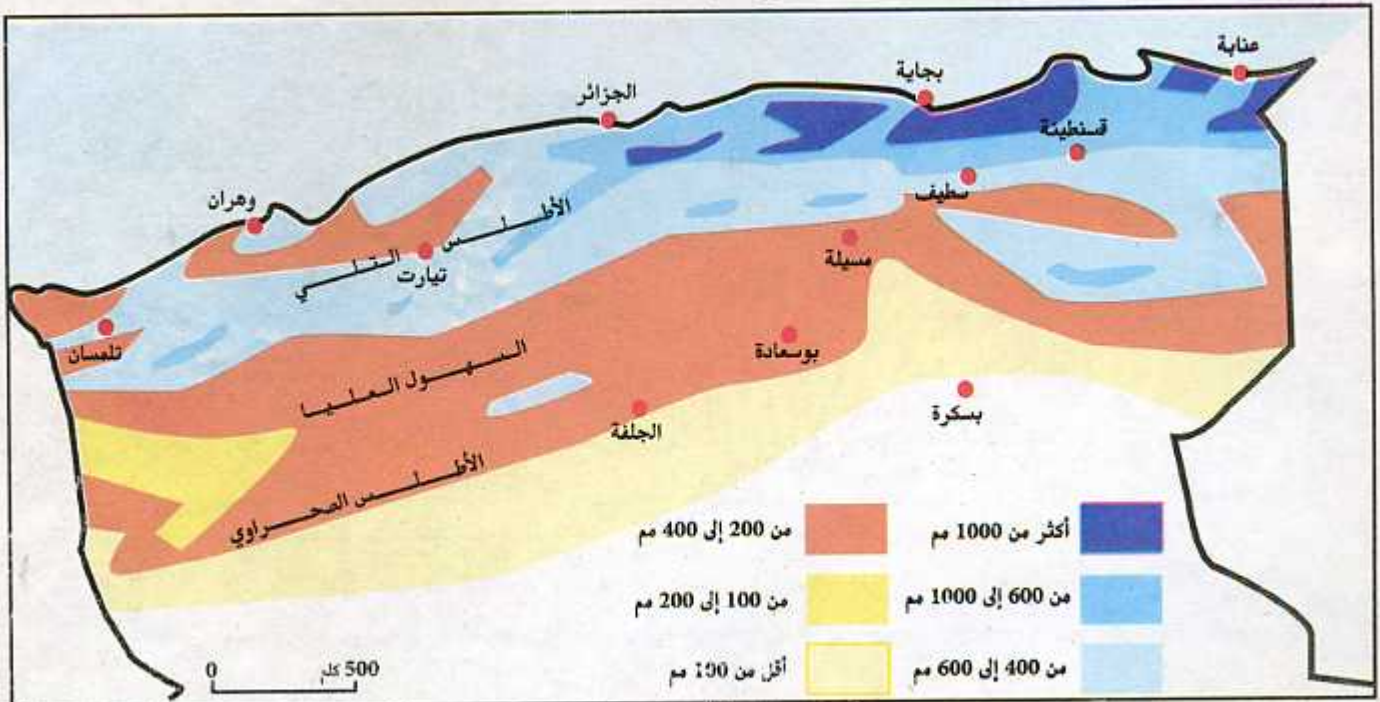 عنابة
بجاية
الجزائر
قسنطينة
سطيف
وهران
الأطلس التلي
تيارت
مسيلة
تلمسان
بوسعادة
السهول العليا
بسكرة
الجلفة
الأطلس الصحراوي
أكثر من 1000 مم
من 200 إلى 400 مم
من 600 إلى 1000 مم
من 100 إلى 200 مم
من 400 إلى 600 مم
أقل من 100 مم
0 500 كلم